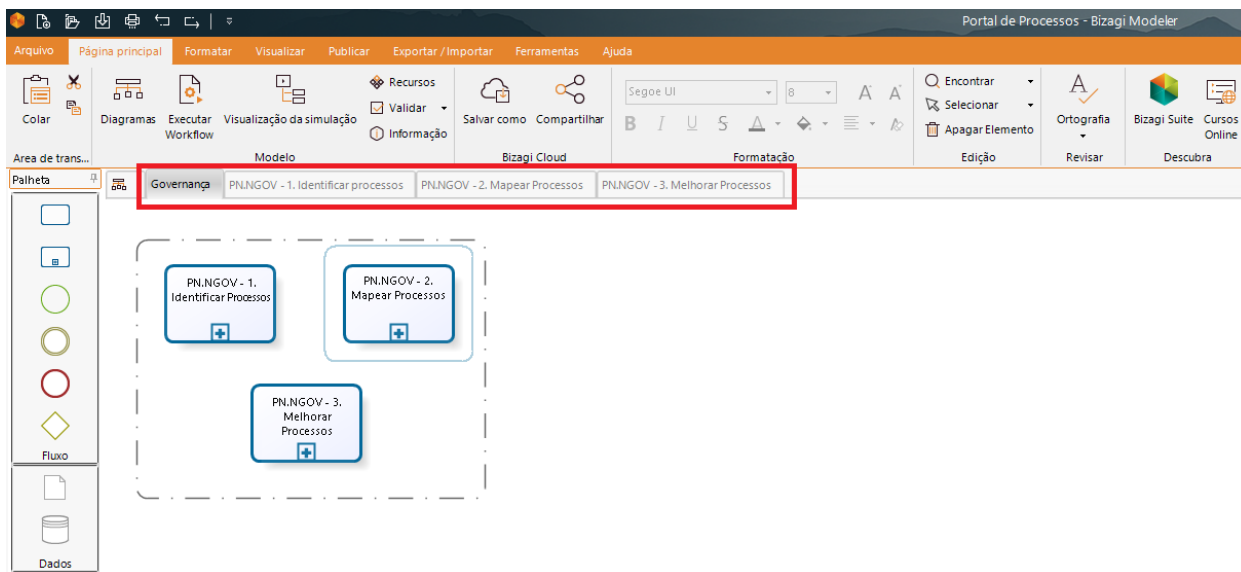 Portal de Processos - Bizagi Modeler
Arquivo Página principal Formatar Visualizar Publicar Exportar / Importar Ferramentas Ajuda
Colar
Diagramas
Executar
Workflow
Visualização da simulação
Recursos
Validar
Informação
Salvar como
Compartilhar
Segoe UI
8
A A
B I U S A
Encontrar
Selecionar
Apagar Elemento
Ortografia
Bizagi Suite
Cursos
Online
Area de trans...
Modelo
Bizagi Cloud
Formatação
Edição
Revisar
Descubra
Palheta
Governança
PN.NGOV - 1. Identificar processos
PN.NGOV - 2. Mapear Processos
PN.NGOV - 3. Melhorar Processos
PN.NGOV - 1.
Identificar Processos
PN.NGOV - 2.
Mapear Processos
PN.NGOV - 3.
Melhorar
Processos
Fluxo
Dados